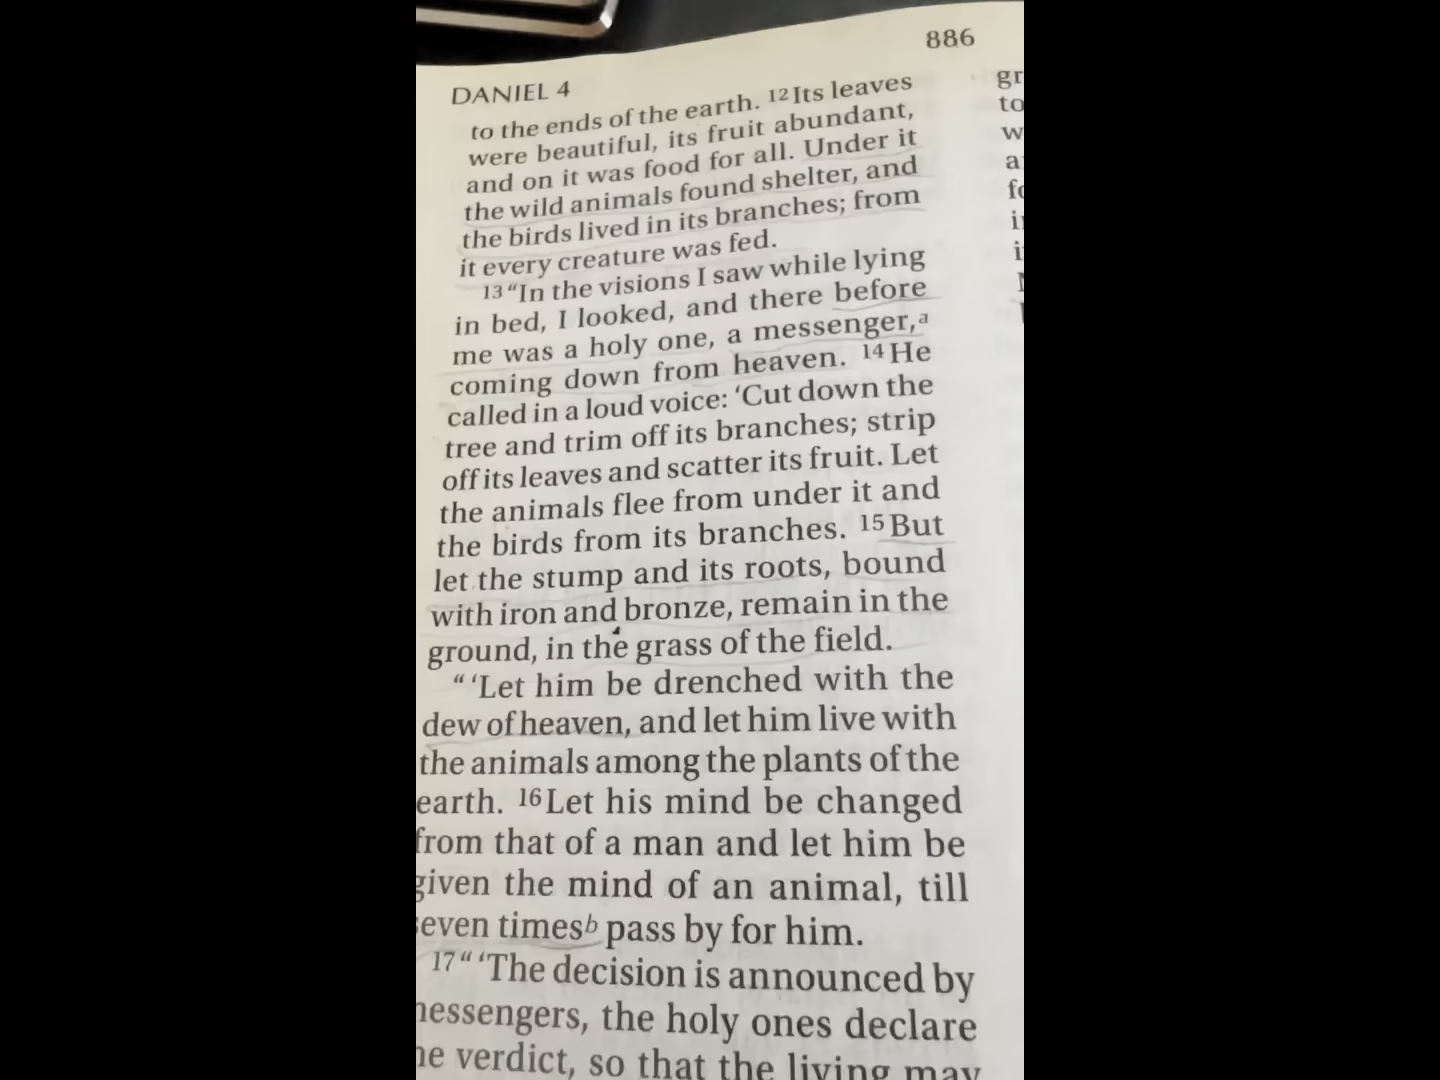 886
DANIEL 4
to the ends of the earth. 12Its leaves
were beautiful, its fruit abundant,
and on it was food for all. Under it
the wild animals found shelter, and
the birds lived in its branches; from
it every creature was fed.
13“In the visions I saw while lying
in bed, I looked, and there before
me was a holy one, a messenger,a
coming down from heaven. 14He
called in a loud voice: ‘Cut down the
tree and trim off its branches; strip
off its leaves and scatter its fruit. Let
the animals flee from under it and
the birds from its branches. 15But
let the stump and its roots, bound
with iron and bronze, remain in the
ground, in the grass of the field.
“ ‘Let him be drenched with the
dew of heaven, and let him live with
the animals among the plants of the
earth. 16Let his mind be changed
from that of a man and let him be
given the mind of an animal, till
seven timesb pass by for him.
17“ ‘The decision is announced by
messengers, the holy ones declare
the verdict, so that the living may